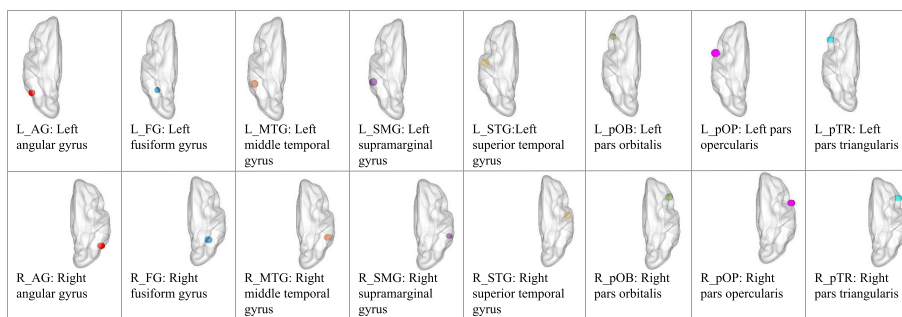 L_AG: Left
angular gyrus
L_FG: Left
fusiform gyrus
L_MTG: Left
middle temporal
gyrus
L_SMG: Left
supramarginal
gyrus
L_STG:Left
superior temporal
gyrus
L_pOB: Left
pars orbitalis
L_pOP: Left pars
opercularis
L_pTR: Left
pars triangularis
R_AG: Right
angular gyrus
R_FG: Right
fusiform gyrus
R_MTG: Right
middle temporal
gyrus
R_SMG: Right
supramarginal
gyrus
R_STG: Right
superior temporal
gyrus
R_pOB: Right
pars orbitalis
R_pOP: Right
pars opercularis
R_pTR: Right
pars triangularis